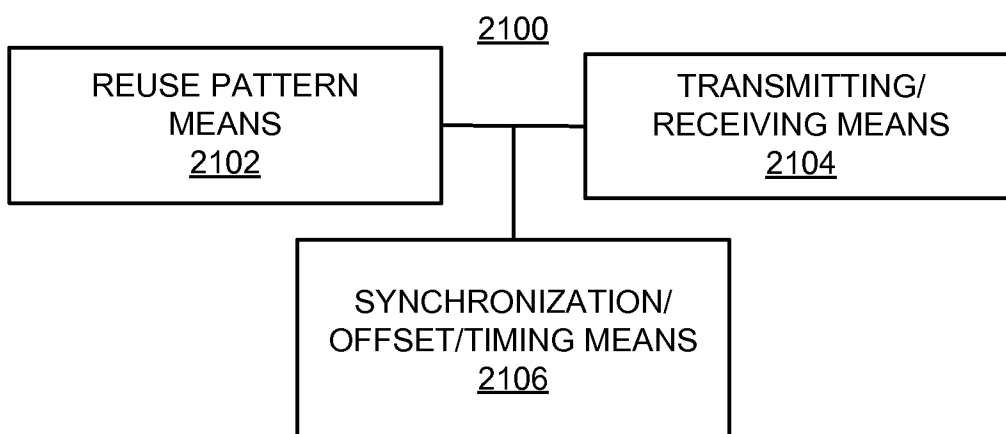 2100
REUSE PATTERN
MEANS
2102
TRANSMITTING/
RECEIVING MEANS
2104
SYNCHRONIZATION/
OFFSET/TIMING MEANS
2106